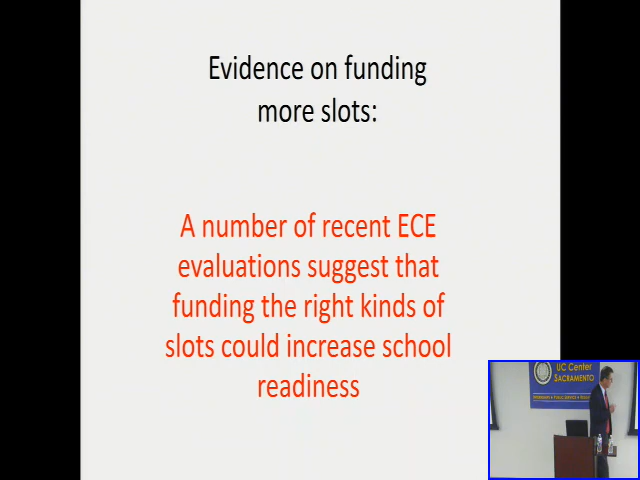 Evidence on funding
more slots:
A number of recent ECE
evaluations suggest that
funding the right kinds of
slots could increase school
readiness
UC Center
SACRAMENTO